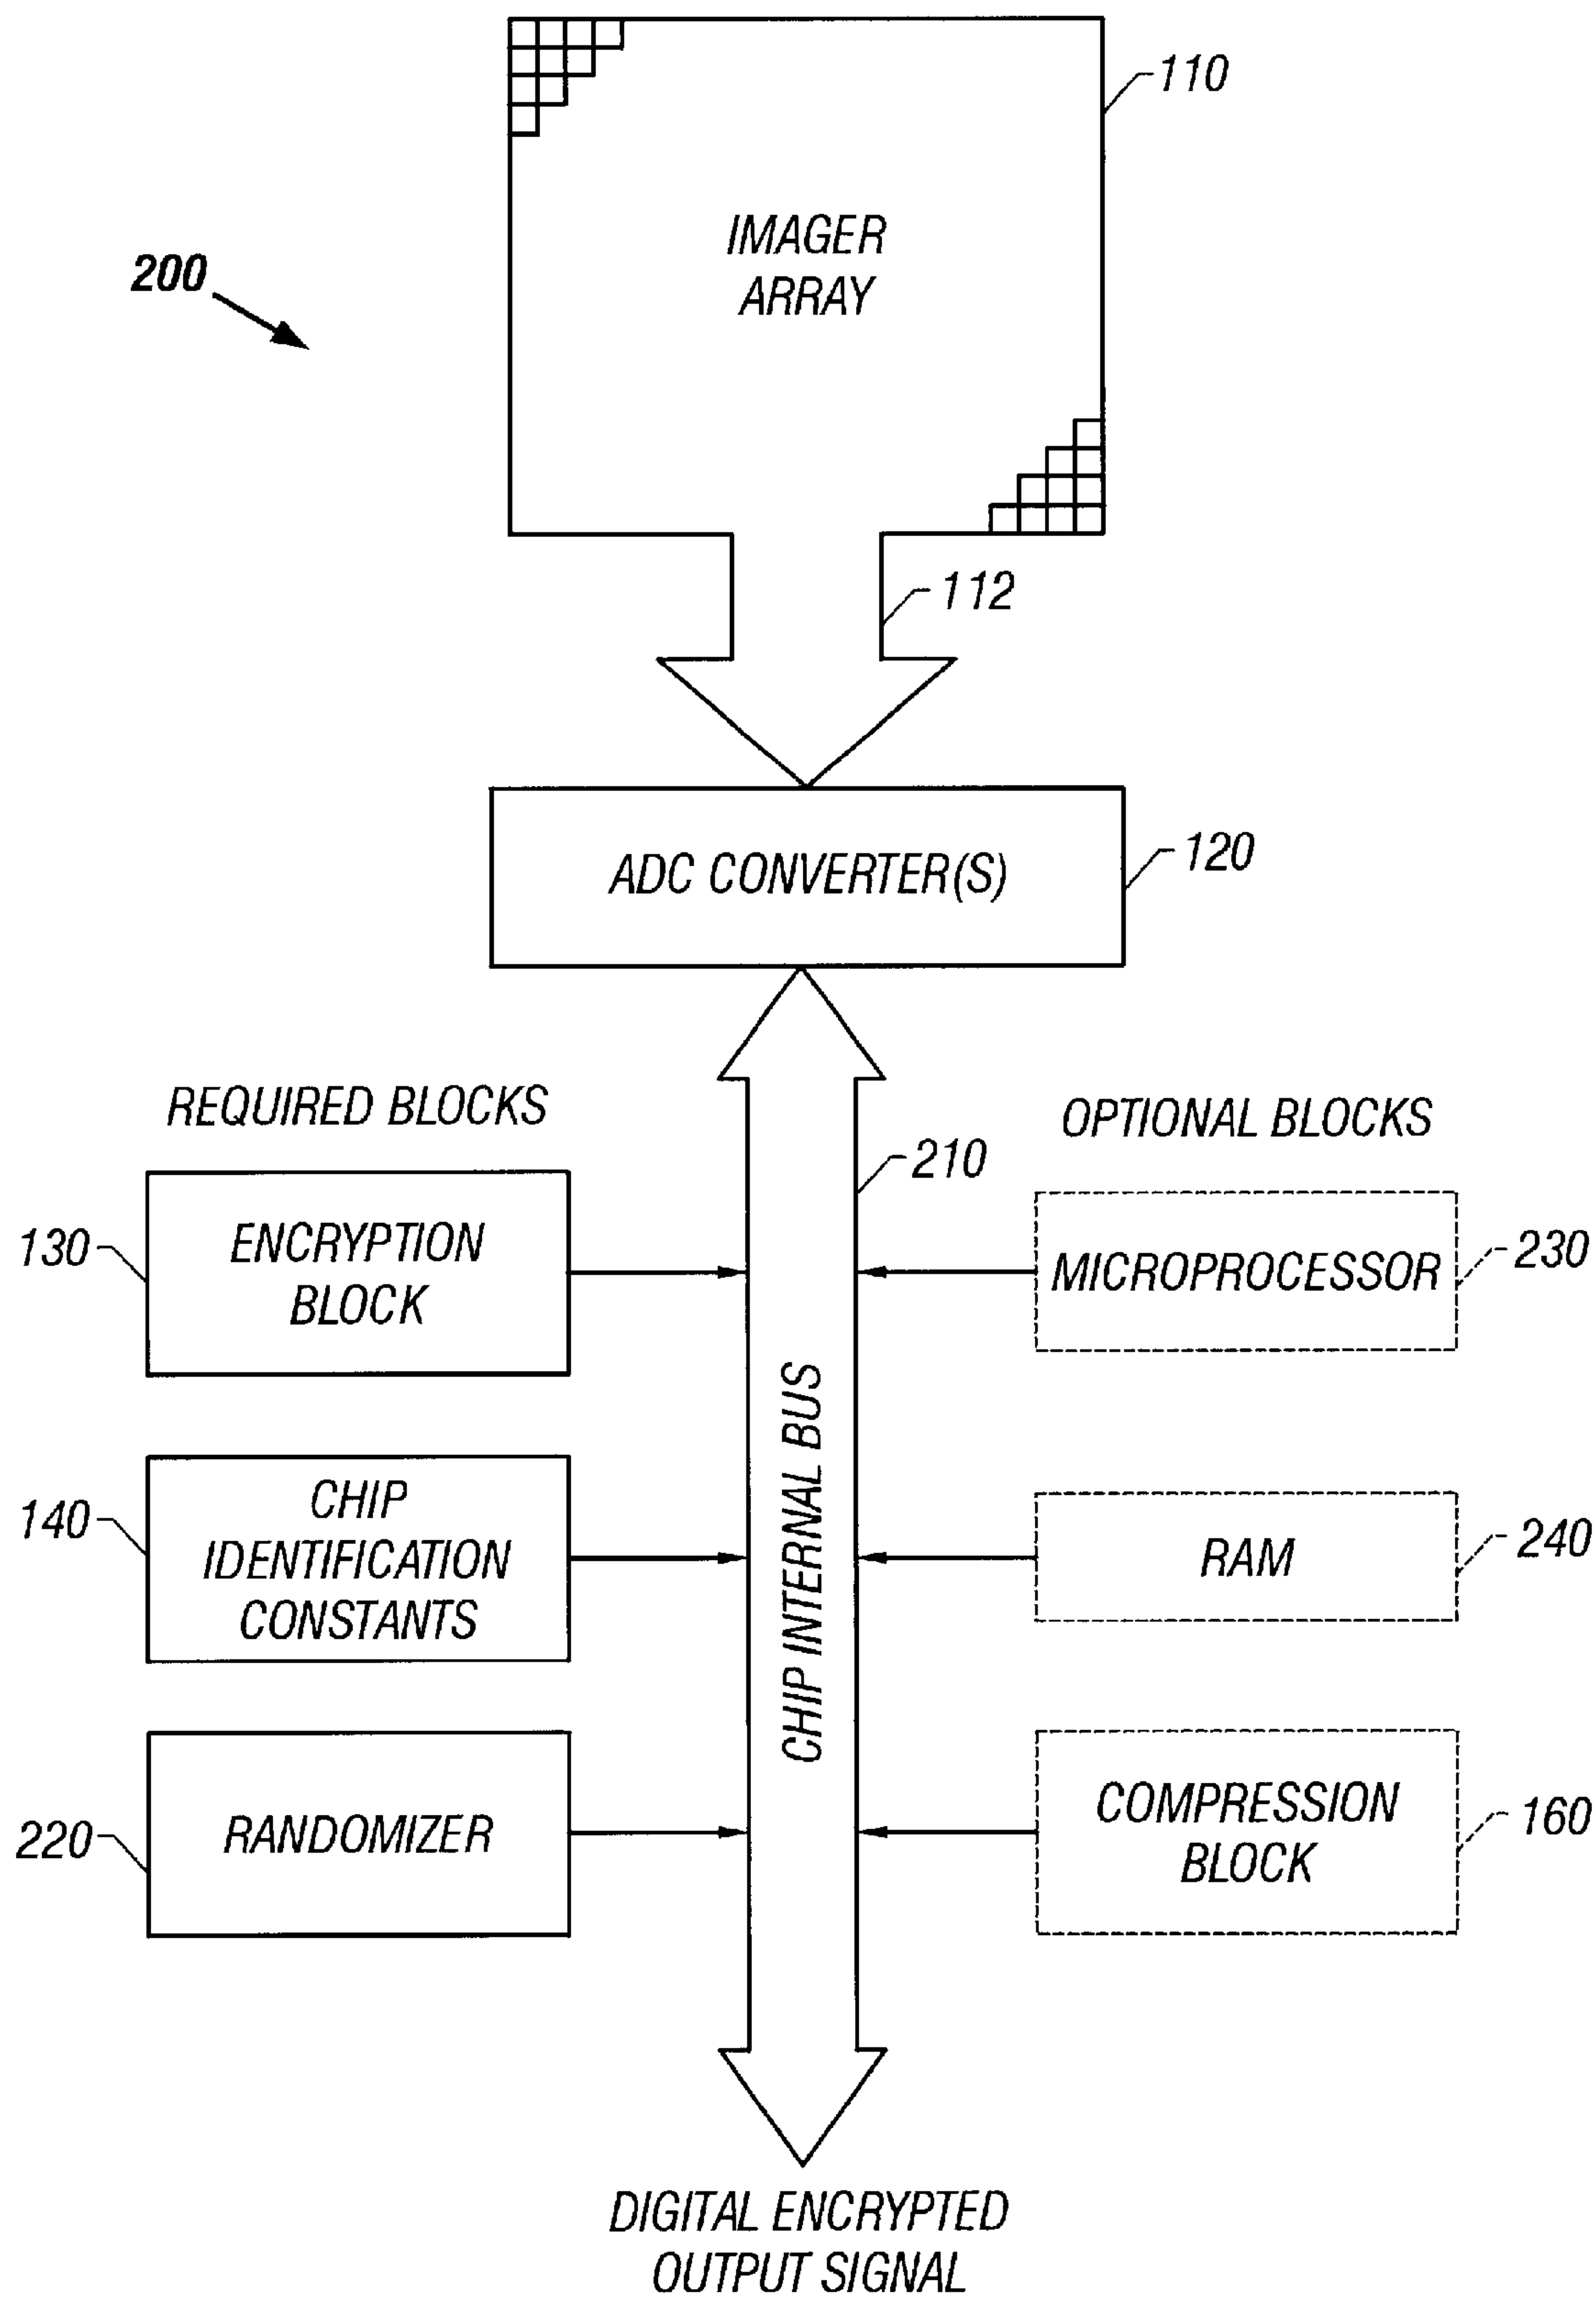 110
IMAGER
ARRAY
200
112
ADC CONVERTER(S)
120
REQUIRED BLOCKS
OPTIONAL BLOCKS
210
130
ENCRYPTION
BLOCK
MICROPROCESSOR
230
CHIP INTERNAL BUS
140
CHIP
IDENTIFICATION
CONSTANTS
RAM
240
220
RANDOMIZER
COMPRESSION
BLOCK
160
DIGITAL ENCRYPTED
OUTPUT SIGNAL